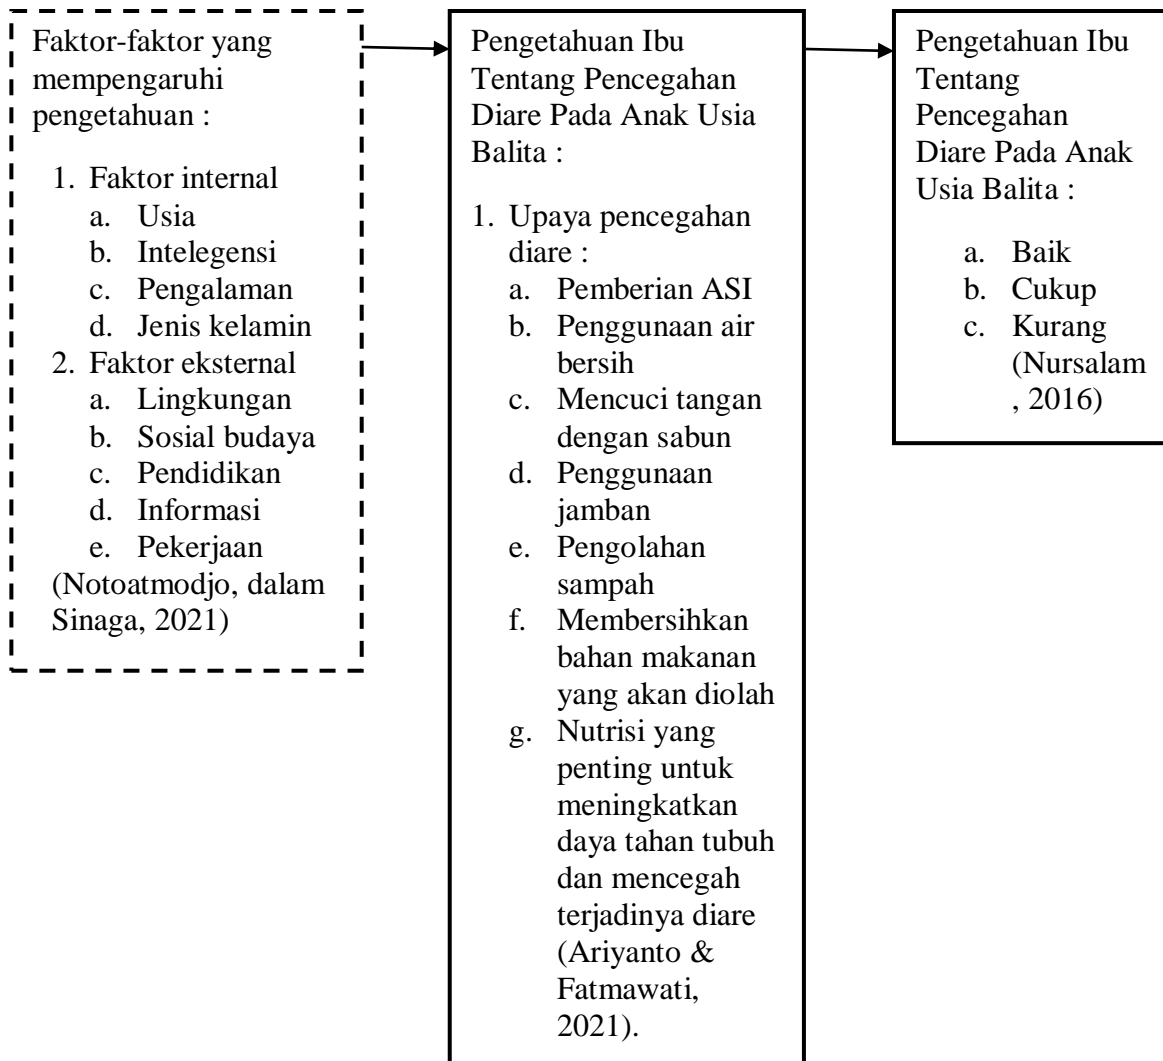 Faktor-faktor yang
mempengaruhi
pengetahuan :
1. Faktor internal
a. Usia
b. Intelegensi
c. Pengalaman
d. Jenis kelamin
2. Faktor eksternal
a. Lingkungan
b. Sosial budaya
c. Pendidikan
d. Informasi
e. Pekerjaan
(Notoatmodjo, dalam
Sinaga, 2021)
Pengetahuan Ibu
Tentang Pencegahan
Diare Pada Anak Usia
Balita :
1. Upaya pencegahan
diare :
a. Pemberian ASI
b. Penggunaan air
bersih
c. Mencuci tangan
dengan sabun
d. Penggunaan
jamban
e. Pengolahan
sampah
f. Membersihkan
bahan makanan
yang akan diolah
g. Nutrisi yang
penting untuk
meningkatkan
daya tahan tubuh
dan mencegah
terjadinya diare
(Ariyanto &
Fatmawati,
2021).
Pengetahuan Ibu
Tentang
Pencegahan
Diare Pada Anak
Usia Balita :
a. Baik
b. Cukup
c. Kurang
(Nursalam
, 2016)